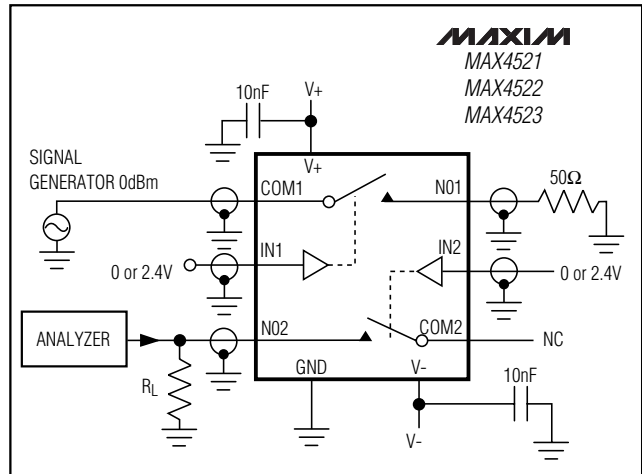 MAXIM
MAX4521
MAX4522
MAX4523
10nF
V+
V+
SIGNAL
GENERATOR 0dBm
COM1
N01
50Ω
IN1
IN2
0 or 2.4V
0 or 2.4V
ANALYZER
N02
COM2
NC
RL
GND
V-
10nF
V-